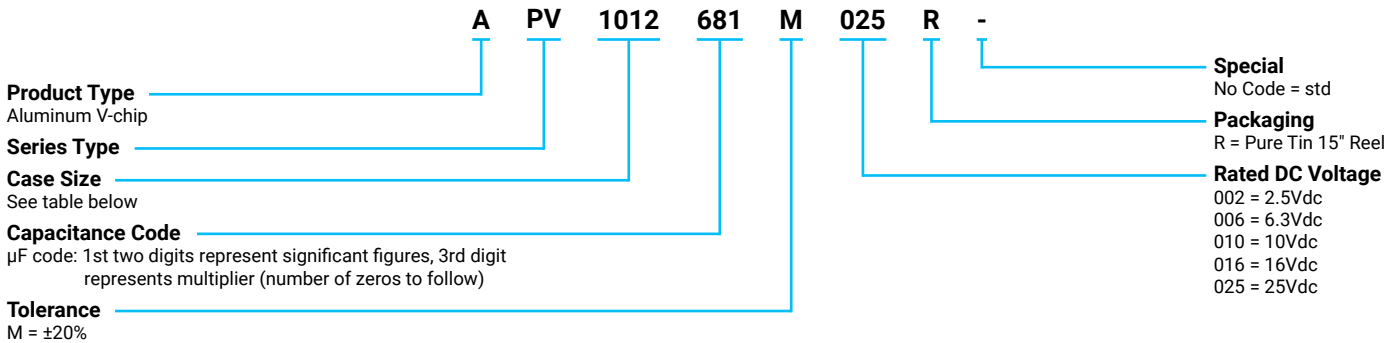 A PV 1012 681 M 025 R -
Product Type
Aluminum V-chip
Series Type
Case Size
See table below
Capacitance Code
µF code: 1st two digits represent significant figures, 3rd digit
represents multiplier (number of zeros to follow)
Tolerance
M = ±20%
Special
No Code = std
Packaging
R = Pure Tin 15" Reel
Rated DC Voltage
002 = 2.5Vdc
006 = 6.3Vdc
010 = 10Vdc
016 = 16Vdc
025 = 25Vdc